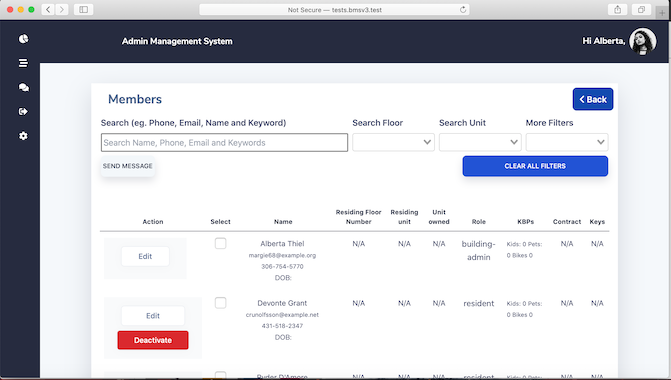 Not Secure — tests.bmsv3.test
Admin Management System
Hi Alberta,
Members
Back
Search (eg. Phone, Email, Name and Keyword)
Search Floor
Search Unit
More Filters
Search Name, Phone, Email and Keywords
SEND MESSAGE
CLEAR ALL FILTERS
Action Select Name Residing Floor Number Residing unit Unit owned Role KBPs Contract Keys
Edit
Alberta Thiel
margie68@example.org
306-754-5770
DOB:
N/A N/A N/A building-admin Kids: 0 Pets: 0 Bikes 0 N/A N/A
Edit
Deactivate
Devonte Grant
crunolfsson@example.net
431-518-2347
DOB:
N/A N/A N/A resident Kids: 0 Pets: 0 Bikes 0 N/A N/A
Ryder D'Amore N/A N/A N/A resident Kids: 0 Pets: N/A N/A